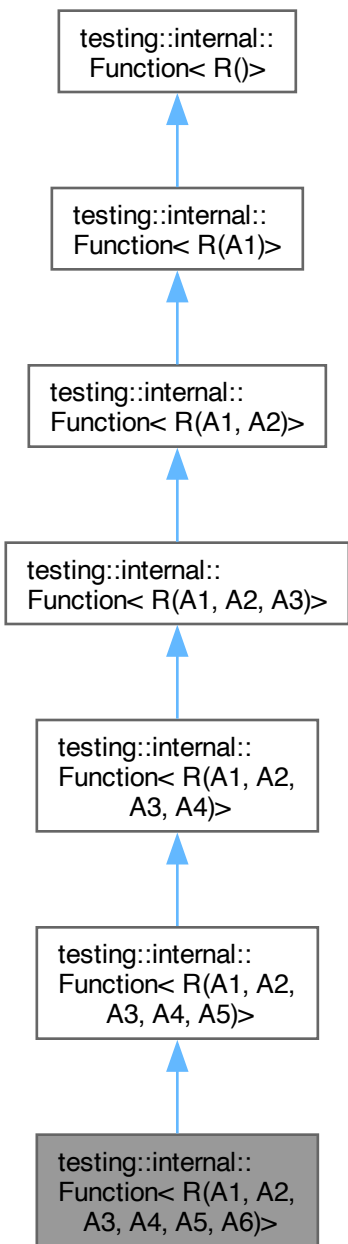 testing::internal::
Function< R()>
testing::internal::
Function< R(A1)>
testing::internal::
Function< R(A1, A2)>
testing::internal::
Function< R(A1, A2, A3)>
testing::internal::
Function< R(A1, A2,
A3, A4)>
testing::internal::
Function< R(A1, A2,
A3, A4, A5)>
testing::internal::
Function< R(A1, A2,
A3, A4, A5, A6)>